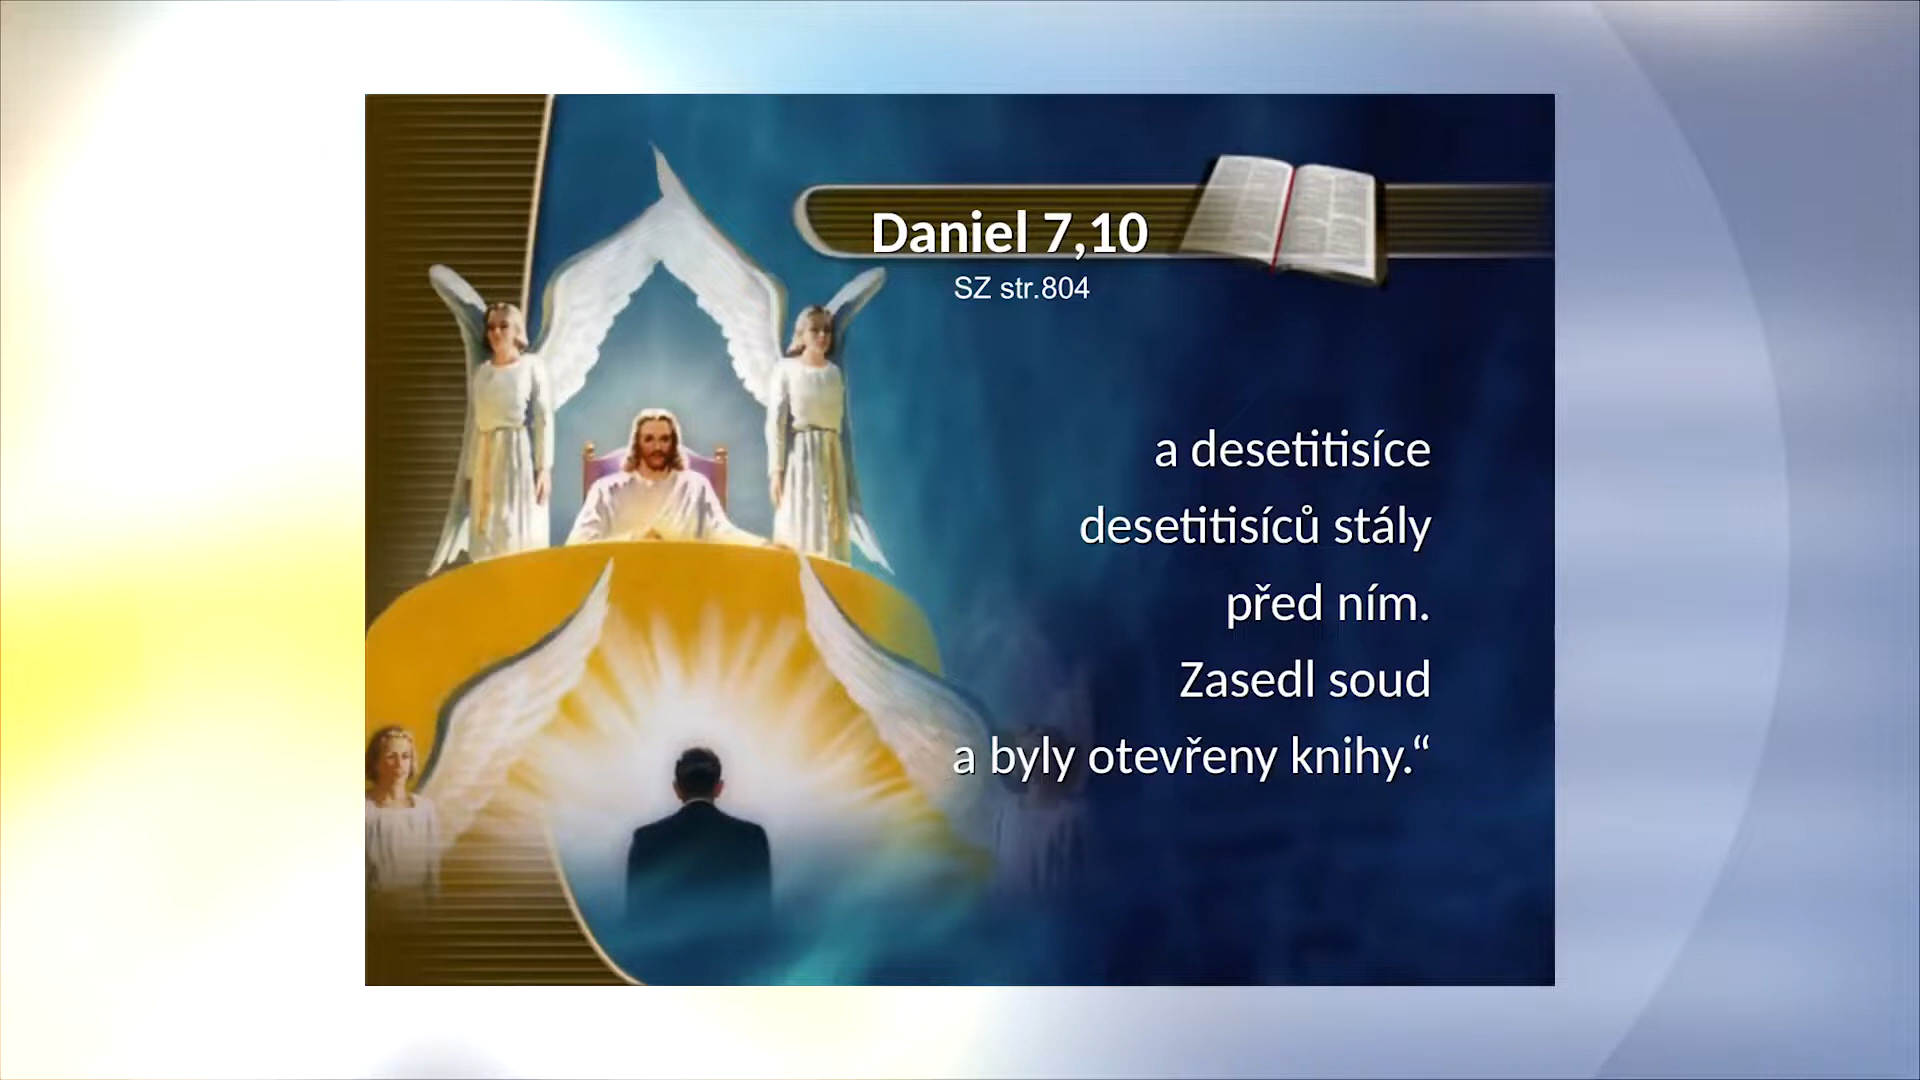 Daniel 7,10
SZ str.804
a desetitisíce
desetitisíců stály
před ním.
Zasedl soud
a byly otevřeny knihy.“